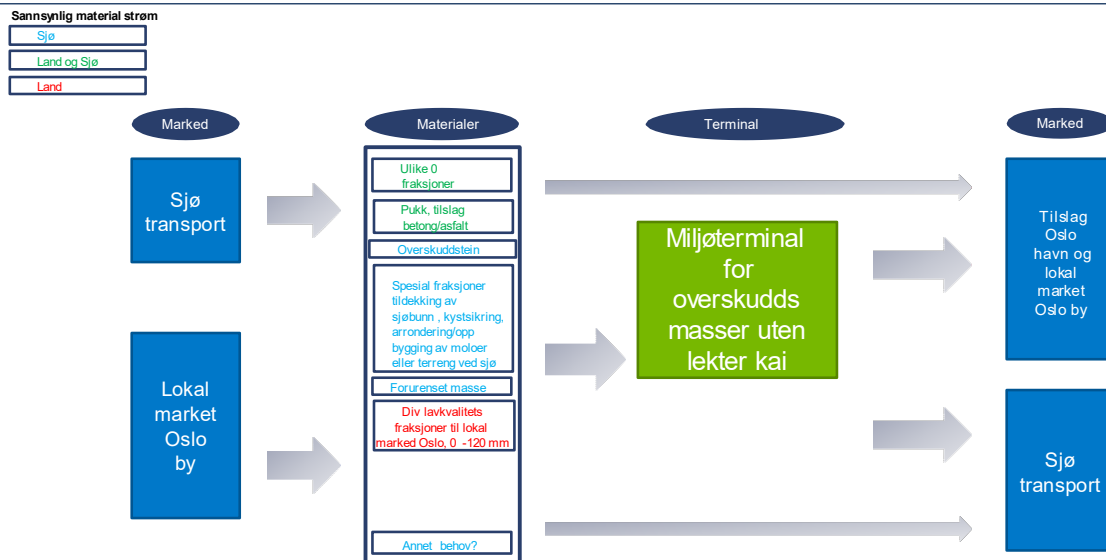 Sannsynlig material strøm
Sjø
Land og Sjø
Land
Marked
Materialer
Terminal
Marked
Sjø
transport
Lokal
market
Oslo
by
Ulike 0
fraksjoner
Pukk, tilslag
betong/asfalt
Overskuddstein
Spesial fraksjoner
tildekking av
sjøbunn , kystsikring,
arrondering/opp
bygging av moloer
eller terreng ved sjø
Forurenset masse
Div lavkvalitets
fraksjoner til lokal
marked Oslo, 0 -120 mm
Annet behov?
Miljøterminal
for
overskudds
masser uten
lekter kai
Tilslag
Oslo
havn og
lokal
market
Oslo by
Sjø
transport